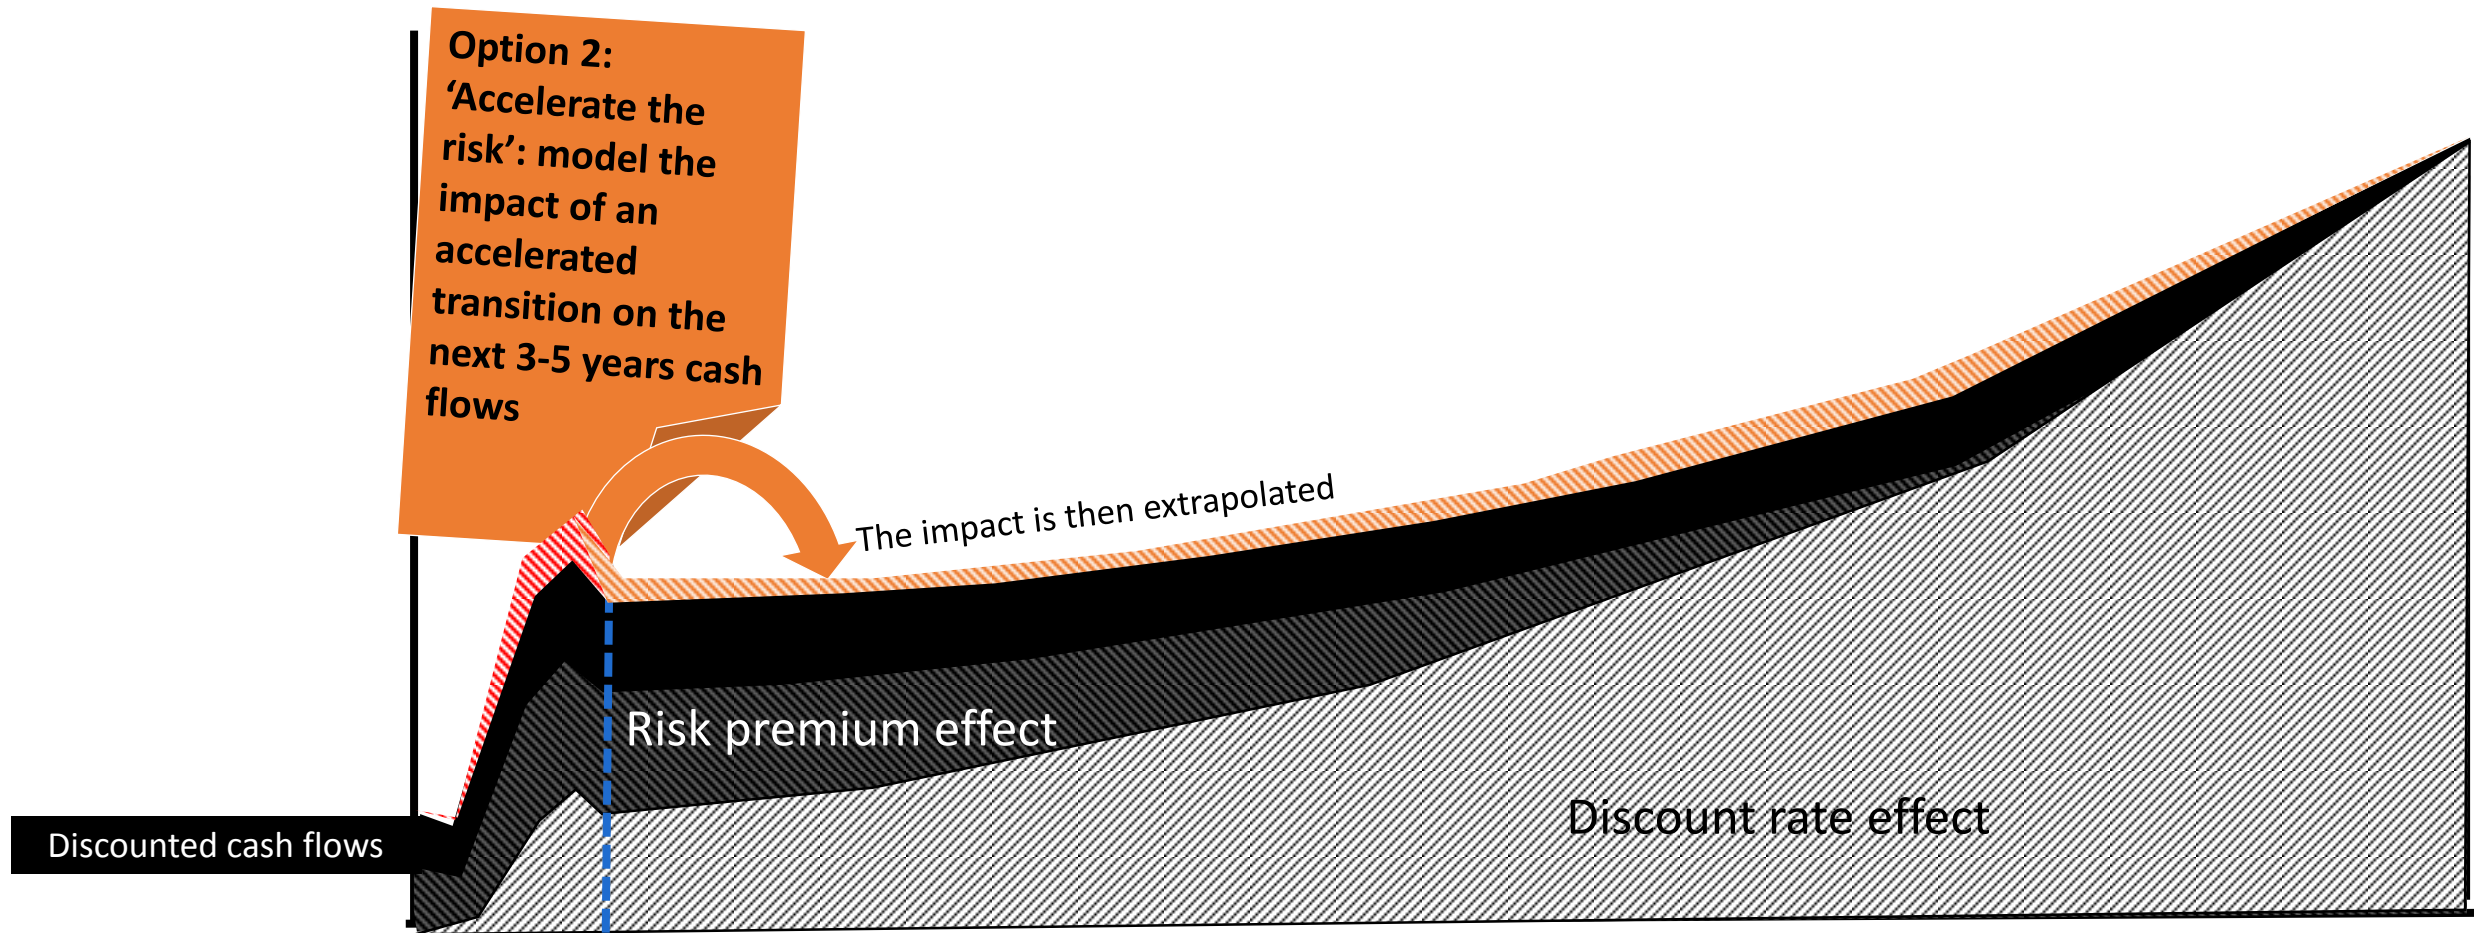 Option 2:
‘Accelerate the
risk’: model the
impact of an
accelerated
transition on the
next 3-5 years cash
flows
The impact is then extrapolated
Risk premium effect
Discount rate effect
Discounted cash flows